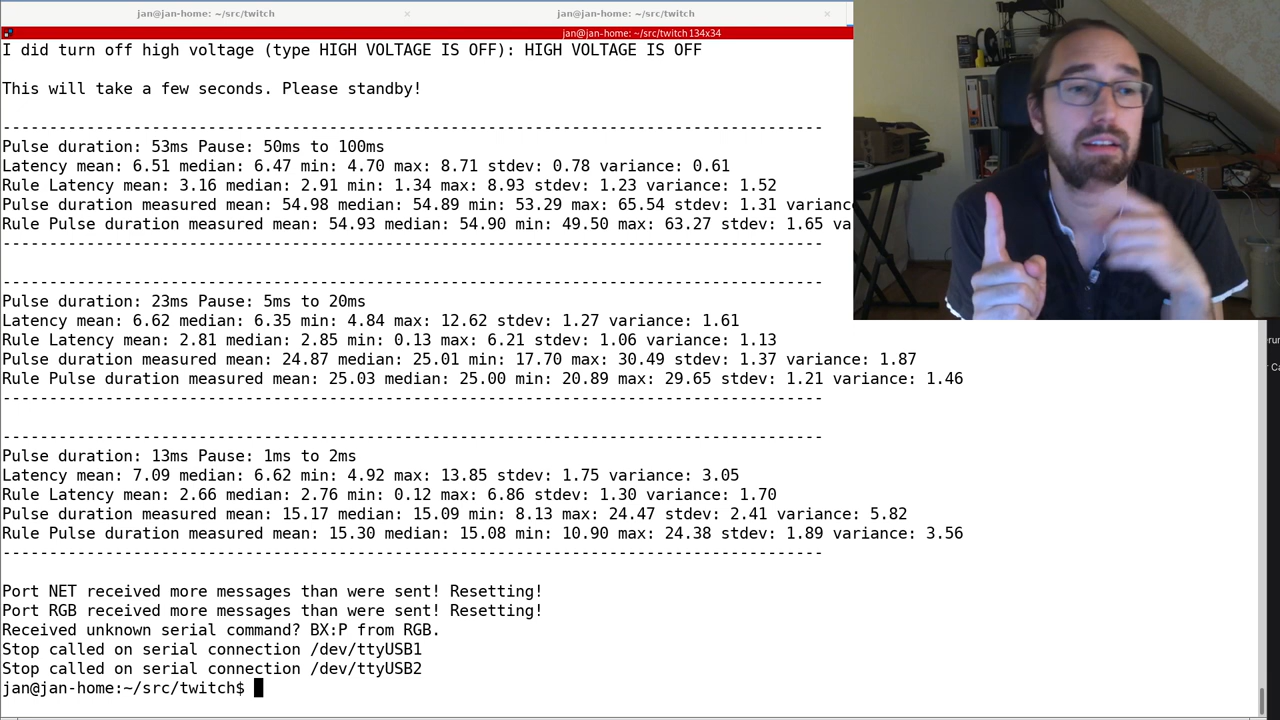 jan@jan-home: ~/src/twitch × jan@jan-home: ~/src/twitch ×
jan@jan-home: ~/src/twitch 134x34
I did turn off high voltage (type HIGH VOLTAGE IS OFF): HIGH VOLTAGE IS OFF
This will take a few seconds. Please standby!
--------------------------------------------------------------------------------------
Pulse duration: 53ms Pause: 50ms to 100ms
Latency mean: 6.51 median: 6.47 min: 4.70 max: 8.71 stdev: 0.78 variance: 0.61
Rule Latency mean: 3.16 median: 2.91 min: 1.34 max: 8.93 stdev: 1.23 variance: 1.52
Pulse duration measured mean: 54.98 median: 54.89 min: 53.29 max: 65.54 stdev: 1.31 varianc
Rule Pulse duration measured mean: 54.93 median: 54.90 min: 49.50 max: 63.27 stdev: 1.65 va
--------------------------------------------------------------------------------------
--------------------------------------------------------------------------------------
Pulse duration: 23ms Pause: 5ms to 20ms
Latency mean: 6.62 median: 6.35 min: 4.84 max: 12.62 stdev: 1.27 variance: 1.61
Rule Latency mean: 2.81 median: 2.85 min: 0.13 max: 6.21 stdev: 1.06 variance: 1.13
Pulse duration measured mean: 24.87 median: 25.01 min: 17.70 max: 30.49 stdev: 1.37 variance: 1.87
Rule Pulse duration measured mean: 25.03 median: 25.00 min: 20.89 max: 29.65 stdev: 1.21 variance: 1.46
--------------------------------------------------------------------------------------
--------------------------------------------------------------------------------------
Pulse duration: 13ms Pause: 1ms to 2ms
Latency mean: 7.09 median: 6.62 min: 4.92 max: 13.85 stdev: 1.75 variance: 3.05
Rule Latency mean: 2.66 median: 2.76 min: 0.12 max: 6.86 stdev: 1.30 variance: 1.70
Pulse duration measured mean: 15.17 median: 15.09 min: 8.13 max: 24.47 stdev: 2.41 variance: 5.82
Rule Pulse duration measured mean: 15.30 median: 15.08 min: 10.90 max: 24.38 stdev: 1.89 variance: 3.56
--------------------------------------------------------------------------------------
Port NET received more messages than were sent! Resetting!
Port RGB received more messages than were sent! Resetting!
Received unknown serial command? BX:P from RGB.
Stop called on serial connection /dev/ttyUSB1
Stop called on serial connection /dev/ttyUSB2
jan@jan-home:~/src/twitch$